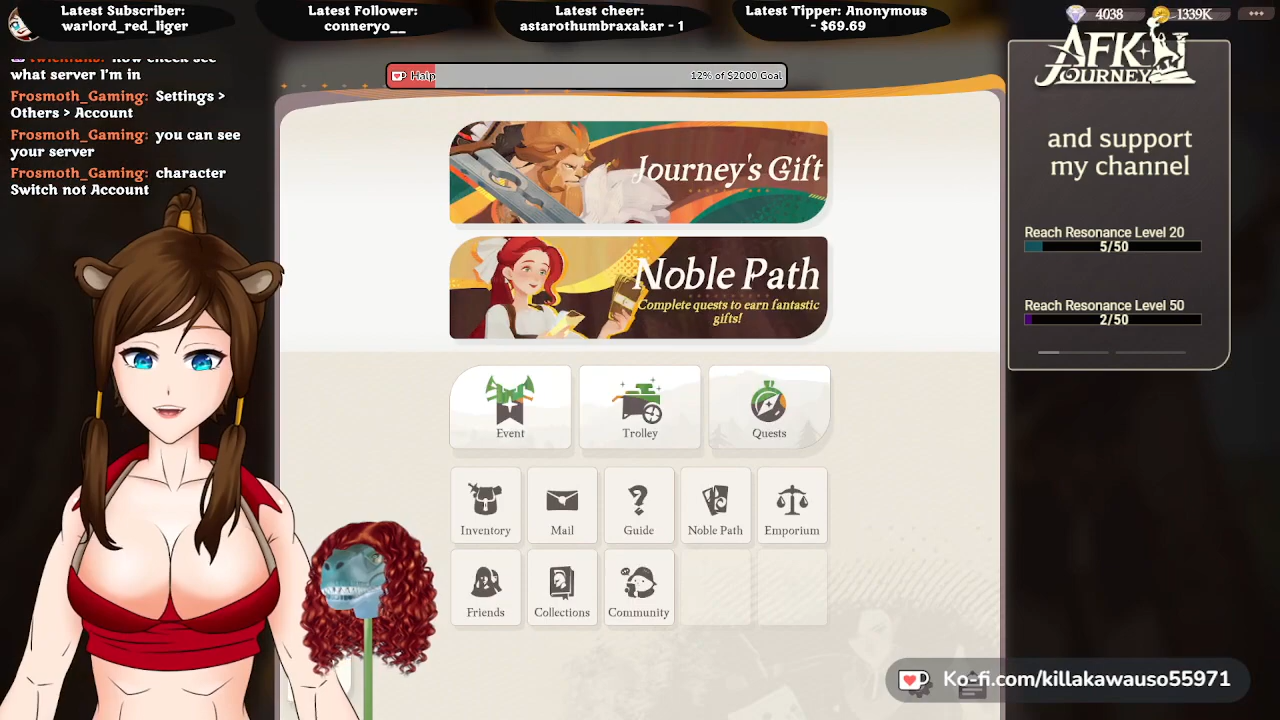 Latest Subscriber:
warlord_red_liger
Latest Follower:
conneryo__
Latest cheer:
astarothumbraxakar - 1
Latest Tipper: Anonymous
- $69.69
4038
1339K
what server I'm in
Frosmoth_Gaming: Settings >
Others > Account
Frosmoth_Gaming: you can see
your server
Frosmoth_Gaming: character
Switch not Account
Halp
12% of $2000 Goal
Journey's Gift
Noble Path
Complete quests to earn fantastic
gifts!
Event
Trolley
Quests
Inventory
Mail
Guide
Noble Path
Emporium
Friends
Collections
Community
AFK
JOURNEY
and support
my channel
Reach Resonance Level 20
5/50
Reach Resonance Level 50
2/50
Ko-fi.com/killakawauso55971